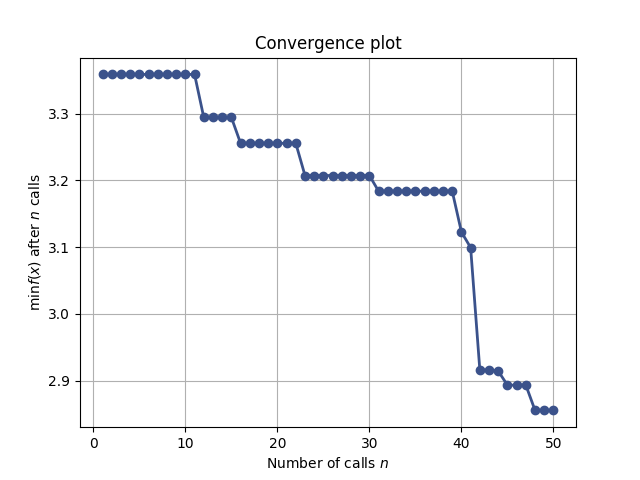 Convergence plot
3.3
3.2
3.1
3.0
2.9
min f(x) after n calls
0 10 20 30 40 50
Number of calls n